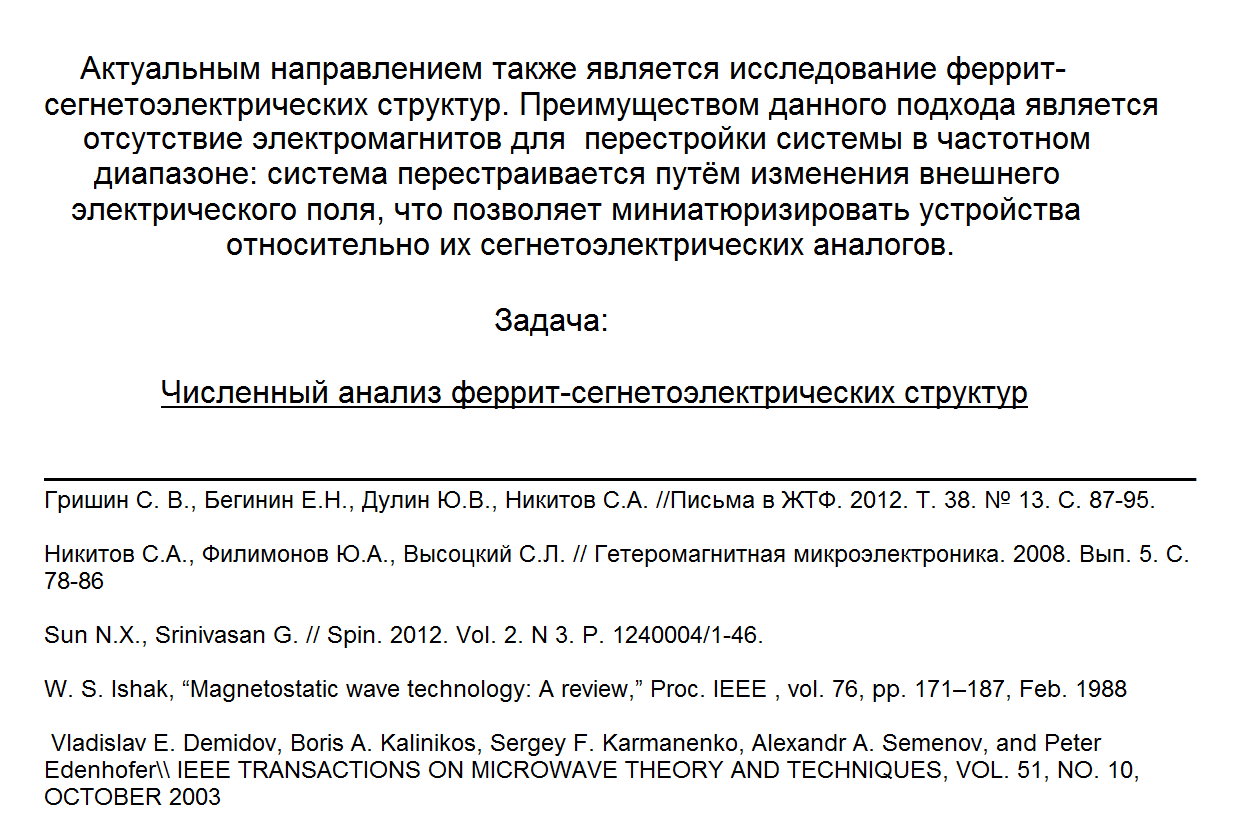 Актуальным направлением также является исследование феррит-
сегнетоэлектрических структур. Преимуществом данного подхода является
отсутствие электромагнитов для  перестройки системы в частотном
диапазоне: система перестраивается путём изменения внешнего
электрического поля, что позволяет миниатюризировать устройства
относительно их сегнетоэлектрических аналогов.
Задача:
Численный анализ феррит-сегнетоэлектрических структур
Гришин С. В., Бегинин Е.Н., Дулин Ю.В., Никитов С.А. //Письма в ЖТФ. 2012. Т. 38. № 13. С. 87-95.
Никитов С.А., Филимонов Ю.А., Высоцкий С.Л. // Гетеромагнитная микроэлектроника. 2008. Вып. 5. С.
78-86
Sun N.X., Srinivasan G. // Spin. 2012. Vol. 2. N 3. P. 1240004/1-46.
W. S. Ishak, “Magnetostatic wave technology: A review,” Proc. IEEE , vol. 76, pp. 171–187, Feb. 1988
Vladislav E. Demidov, Boris A. Kalinikos, Sergey F. Karmanenko, Alexandr A. Semenov, and Peter
Edenhofer\\ IEEE TRANSACTIONS ON MICROWAVE THEORY AND TECHNIQUES, VOL. 51, NO. 10,
OCTOBER 2003